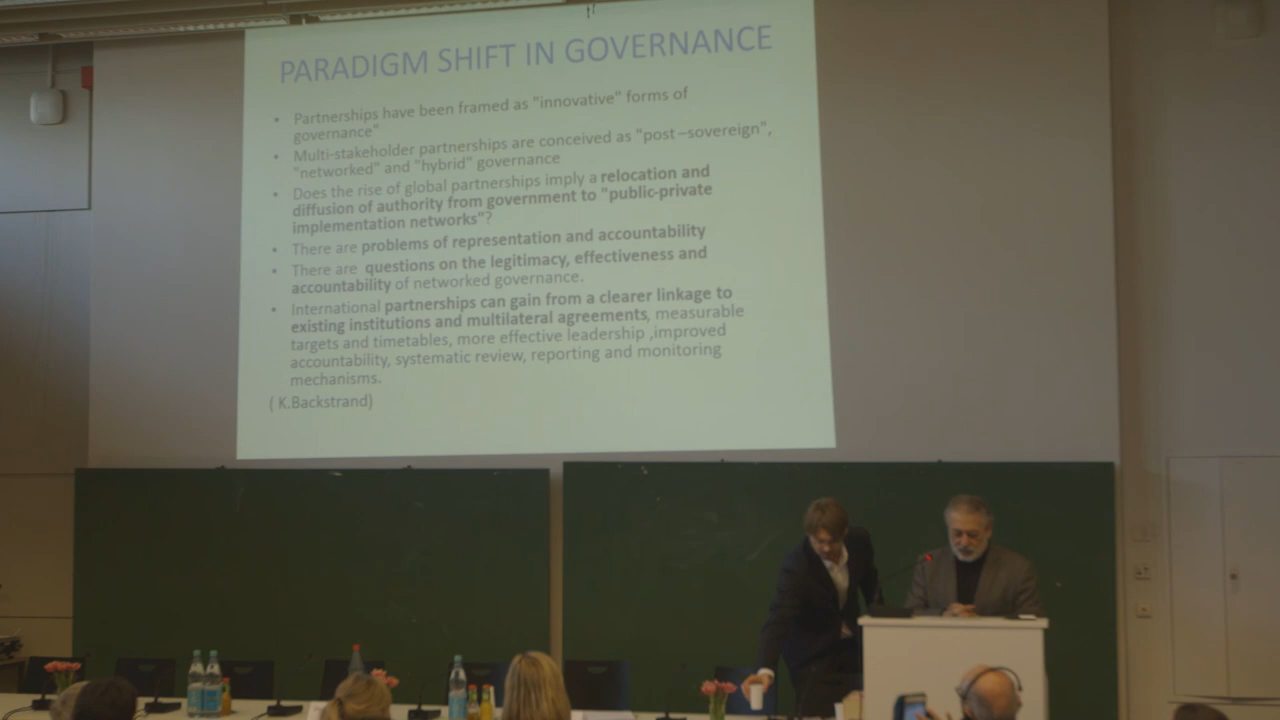 PARADIGM SHIFT IN GOVERNANCE
• Partnerships have been framed as "innovative" forms of
governance"
• Multi-stakeholder partnerships are conceived as "post–sovereign",
"networked" and "hybrid" governance
• Does the rise of global partnerships imply a relocation and
diffusion of authority from government to "public-private
implementation networks"?
• There are problems of representation and accountability
• There are questions on the legitimacy, effectiveness and
accountability of networked governance.
• International partnerships can gain from a clearer linkage to
existing institutions and multilateral agreements, measurable
targets and timetables, more effective leadership ,improved
accountability, systematic review, reporting and monitoring
mechanisms.
( K.Backstrand)